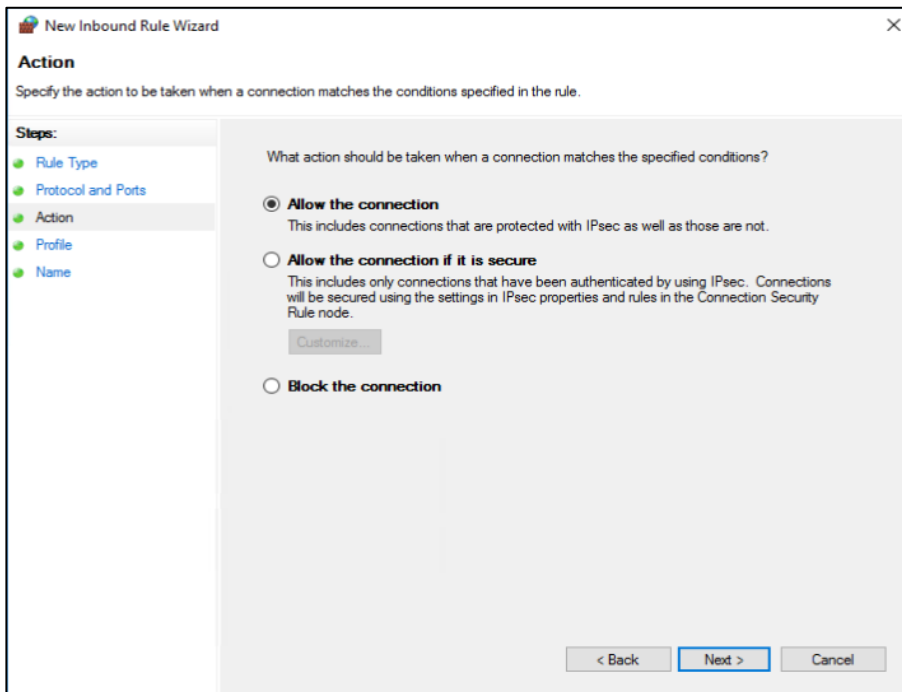 New Inbound Rule Wizard
Action
Specify the action to be taken when a connection matches the conditions specified in the rule.
Steps:
Rule Type
Protocol and Ports
Action
Profile
Name
What action should be taken when a connection matches the specified conditions?
Allow the connection
This includes connections that are protected with IPsec as well as those are not.
Allow the connection if it is secure
This includes only connections that have been authenticated by using IPsec. Connections
will be secured using the settings in IPsec properties and rules in the Connection Security
Rule node.
Customize...
Block the connection
< Back
Next >
Cancel